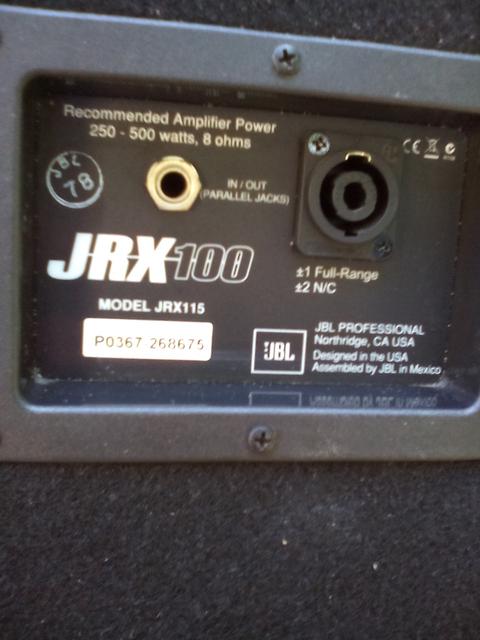 Recommended Amplifier Power
250 - 500 watts, 8 ohms
JBL
78
IN / OUT
(PARALLEL JACKS)
CE
JRX100
±1 Full-Range
±2 N/C
MODEL JRX115
P0367-268675
JBL
JBL PROFESSIONAL
Northridge, CA USA
Designed in the USA
Assembled by JBL in Mexico